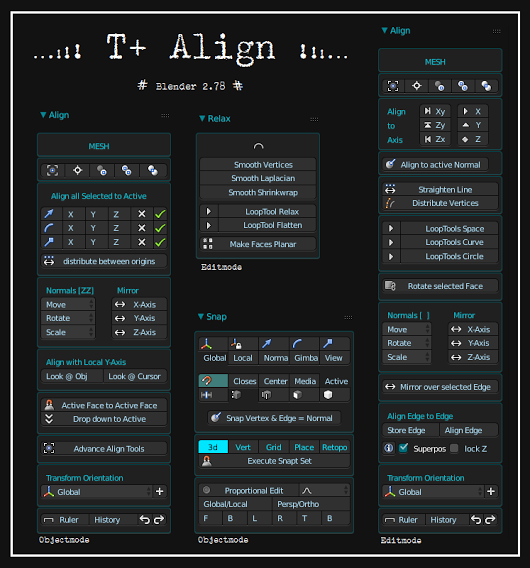 ...!!! T+ Align !!!...
# Blender 2.78 #
Align
MESH
Align all Selected to Active
X Y Z
X Y Z
X Y Z
distribute between origins
Normals [ZZ] Mirror
Move X-Axis
Rotate Y-Axis
Scale Z-Axis
Align with Local Y-Axis
Look @ Obj Look @ Cursor
Active Face to Active Face
Drop down to Active
Advance Align Tools
Transform Orientation
Global
Ruler History
Objectmode
Relax
Smooth Vertices
Smooth Laplacian
Smooth Shrinkwrap
LoopTool Relax
LoopTool Flatten
Make Faces Planar
Editmode
Snap
Global Local Norma Gimba View
Closes Center Media Active
Snap Vertex & Edge = Normal
3d Vert Grid Place Retopo
Execute Snapt Set
Proportional Edit
Global/Local Persp/Ortho
F B L R T B
Objectmode
Align
MESH
Align Xy X
to Zy Y
Axis Zx Z
Align to active Normal
Straighten Line
Distribute Vertices
LoopTools Space
LoopTools Curve
LoopTools Circle
Rotate selected Face
Normals [ ] Mirror
Move X-Axis
Rotate Y-Axis
Scale Z-Axis
Mirror over selected Edge
Align Edge to Edge
Store Edge Align Edge
Superpos lock Z
Transform Orientation
Global
Ruler History
Editmode